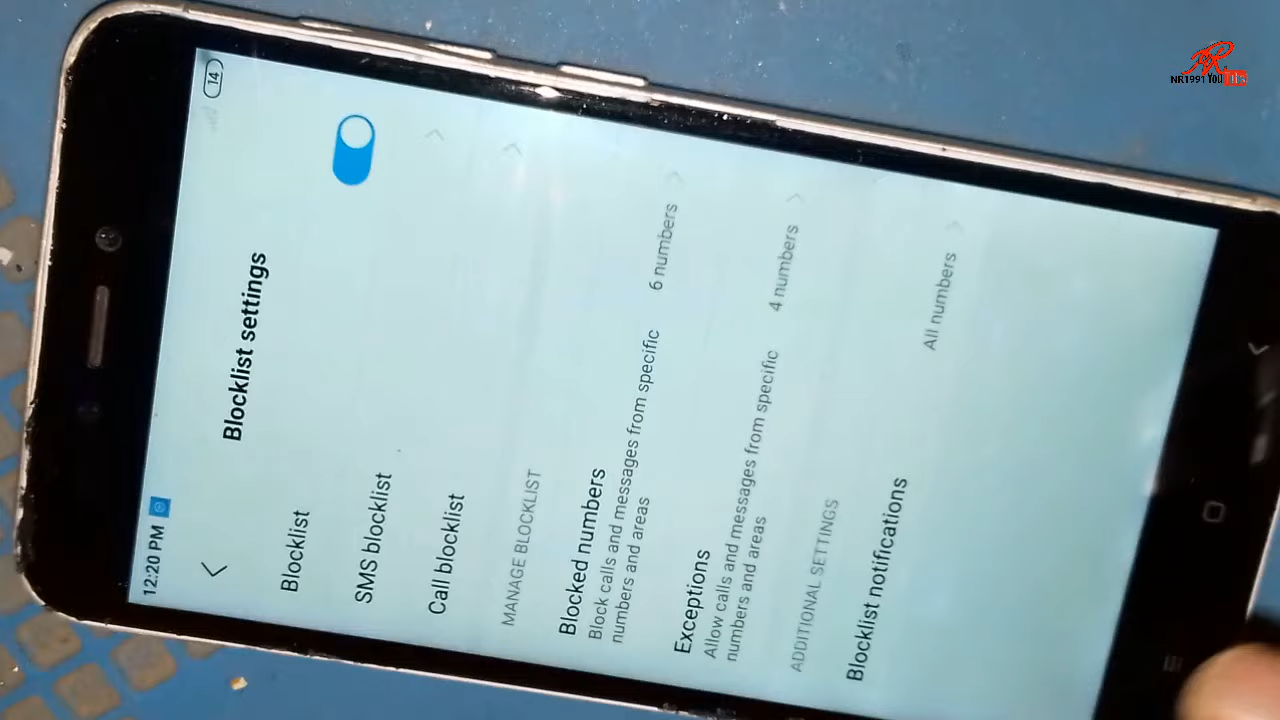 12:20 PM
14
Blocklist settings
Blocklist
SMS blocklist
Call blocklist
MANAGE BLOCKLIST
Blocked numbers
Block calls and messages from specific
numbers and areas
6 numbers
Exceptions
Allow calls and messages from specific
numbers and areas
4 numbers
ADDITIONAL SETTINGS
Blocklist notifications
All numbers
NR1991 YouTube